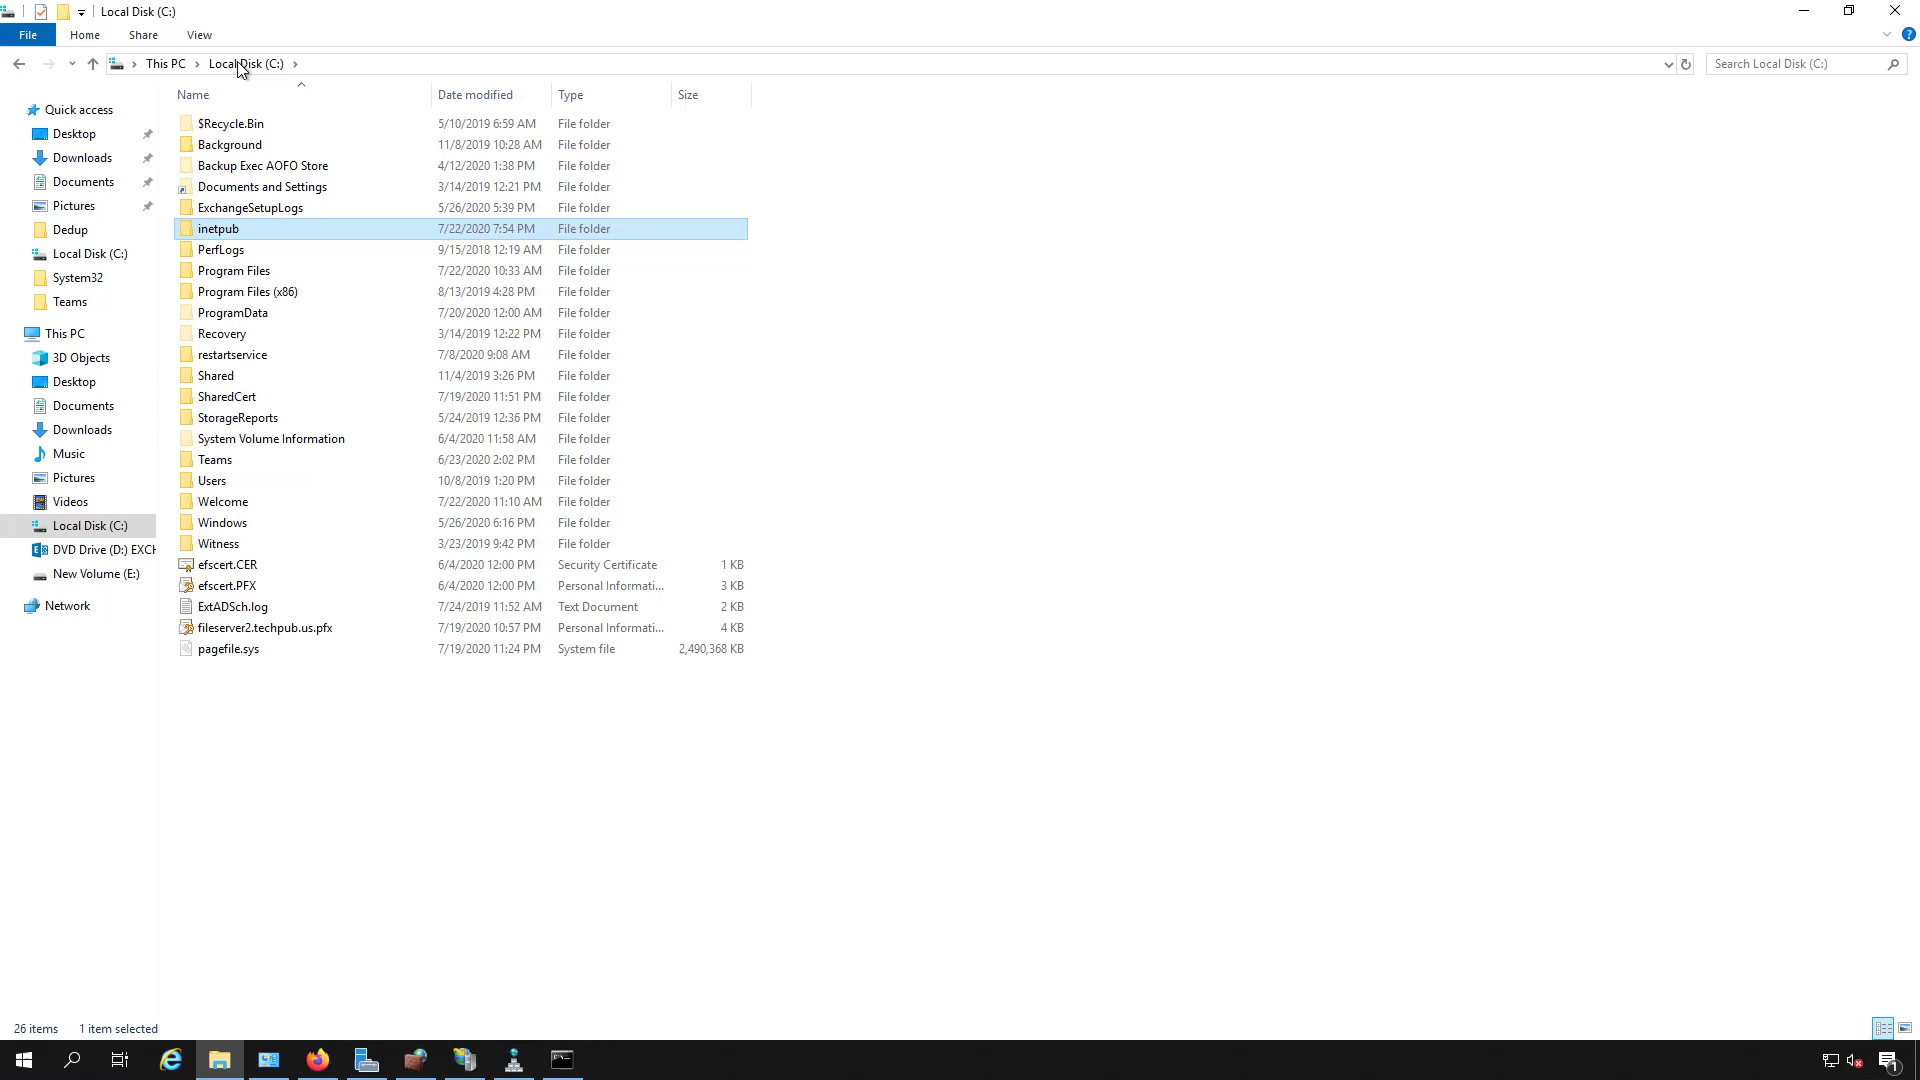 Local Disk (C:)
File Home Share View
This PC Local Disk (C:) Search Local Disk (C:)
Name Date modified Type Size
Quick access
Desktop
Downloads
Documents
Pictures
Dedup
Local Disk (C:)
System32
Teams
This PC
3D Objects
Desktop
Documents
Downloads
Music
Pictures
Videos
Local Disk (C:)
DVD Drive (D:) EXCH
New Volume (E:)
Network
$Recycle.Bin 5/10/2019 6:59 AM File folder
Background 11/8/2019 10:28 AM File folder
Backup Exec AOFO Store 4/12/2020 1:38 PM File folder
Documents and Settings 3/14/2019 12:21 PM File folder
ExchangeSetupLogs 5/26/2020 5:39 PM File folder
inetpub 7/22/2020 7:54 PM File folder
PerfLogs 9/15/2018 12:19 AM File folder
Program Files 7/22/2020 10:33 AM File folder
Program Files (x86) 8/13/2019 4:28 PM File folder
ProgramData 7/20/2020 12:00 AM File folder
Recovery 3/14/2019 12:22 PM File folder
restartservice 7/8/2020 9:08 AM File folder
Shared 11/4/2019 3:26 PM File folder
SharedCert 7/19/2020 11:51 PM File folder
StorageReports 5/24/2019 12:36 PM File folder
System Volume Information 6/4/2020 11:58 AM File folder
Teams 6/23/2020 2:02 PM File folder
Users 10/8/2019 1:20 PM File folder
Welcome 7/22/2020 11:10 AM File folder
Windows 5/26/2020 6:16 PM File folder
Witness 3/23/2019 9:42 PM File folder
efscert.CER 6/4/2020 12:00 PM Security Certificate 1 KB
efscert.PFX 6/4/2020 12:00 PM Personal Informati... 3 KB
ExtADSch.log 7/24/2019 11:52 AM Text Document 2 KB
fileserver2.techpub.us.pfx 7/19/2020 10:57 PM Personal Informati... 4 KB
pagefile.sys 7/19/2020 11:24 PM System file 2,490,368 KB
26 items 1 item selected
1